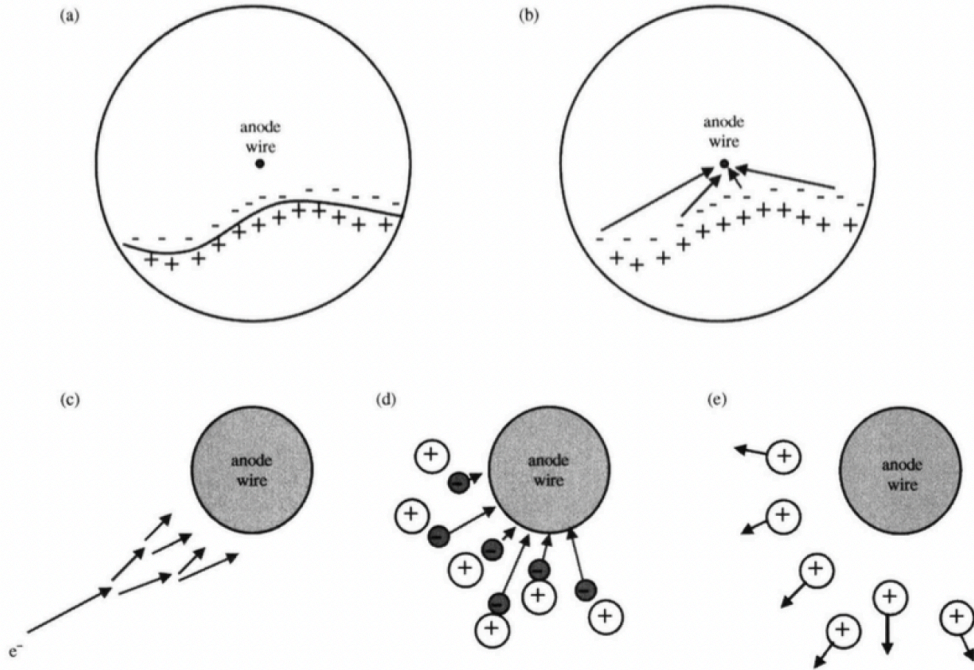 (a)
anode
wire
(b)
anode
wire
(c)
anode
wire
e⁻
(d)
anode
wire
(e)
anode
wire